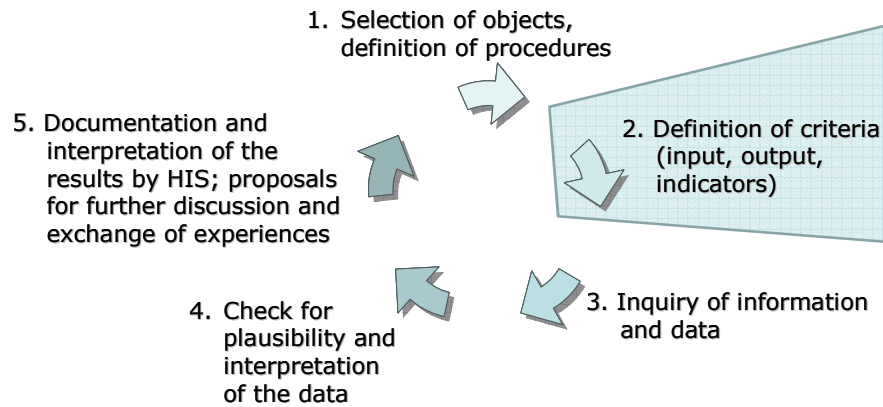 1. Selection of objects,
definition of procedures
2. Definition of criteria
(input, output,
indicators)
3. Inquiry of information
and data
4. Check for
plausibility and
interpretation
of the data
5. Documentation and
interpretation of the
results by HIS; proposals
for further discussion and
exchange of experiences